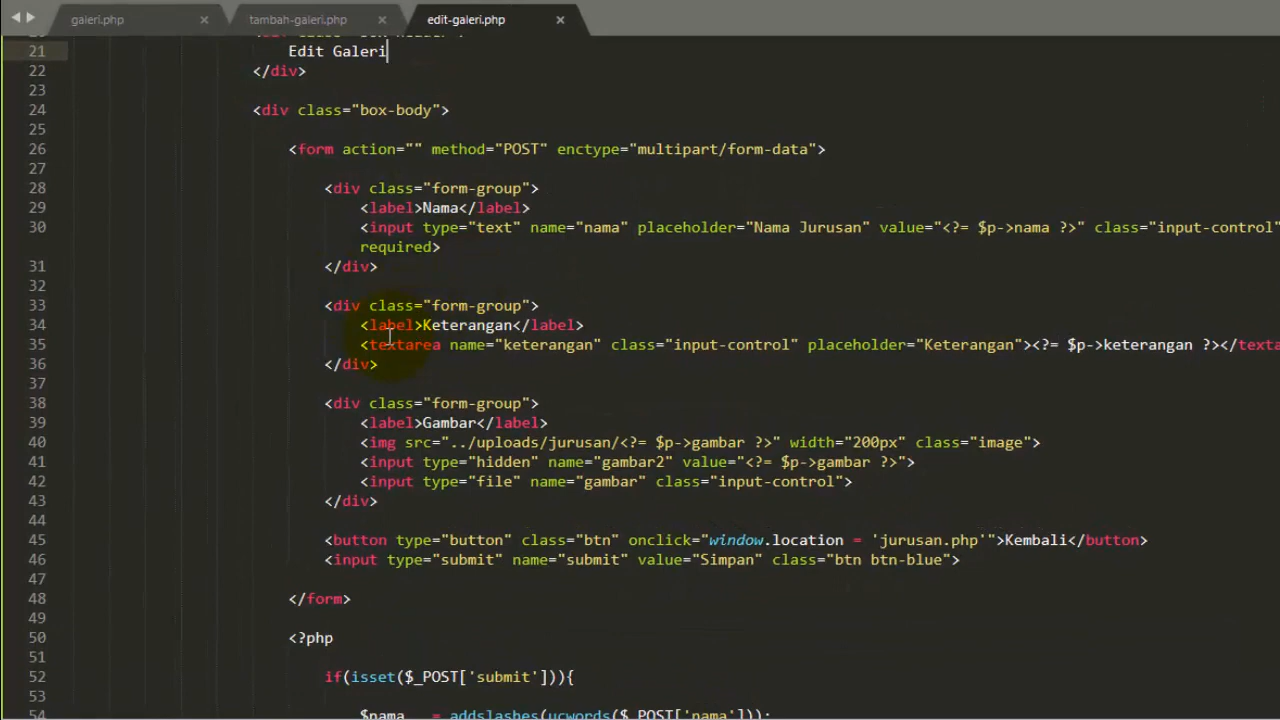 galeri.php × tambah-galeri.php × edit-galeri.php ×
21 Edit Galeri
22 </div>
23
24 <div class="box-body">
25
26 <form action="" method="POST" enctype="multipart/form-data">
27
28 <div class="form-group">
29 <label>Nama</label>
30 <input type="text" name="nama" placeholder="Nama Jurusan" value="<?= $p->nama ?>" class="input-control"
required>
31 </div>
32
33 <div class="form-group">
34 <label>Keterangan</label>
35 <textarea name="keterangan" class="input-control" placeholder="Keterangan"><?= $p->keterangan ?></texta
36 </div>
37
38 <div class="form-group">
39 <label>Gambar</label>
40 <img src="../uploads/jurusan/<?= $p->gambar ?>" width="200px" class="image">
41 <input type="hidden" name="gambar2" value="<?= $p->gambar ?>">
42 <input type="file" name="gambar" class="input-control">
43 </div>
44
45 <button type="button" class="btn" onclick="window.location = 'jurusan.php'">Kembali</button>
46 <input type="submit" name="submit" value="Simpan" class="btn btn-blue">
47
48 </form>
49
50 <?php
51
52 if(isset($_POST['submit'])){
53
54 $nama = addslashes(ucwords($_POST['nama']));